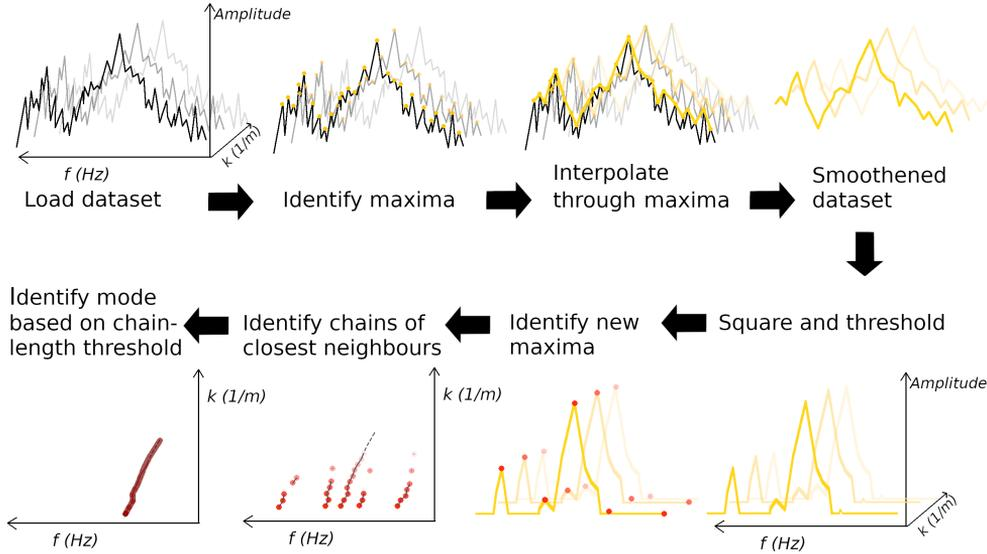 Amplitude
k (1/m)
f (Hz)
Load dataset
Identify maxima
Interpolate
through maxima
Smoothened
dataset
Identify mode
based on chain-
length threshold
Identify chains of
closest neighbours
Identify new
maxima
Square and threshold
k (1/m)
f (Hz)
k (1/m)
f (Hz)
Amplitude
k (1/m)
f (Hz)